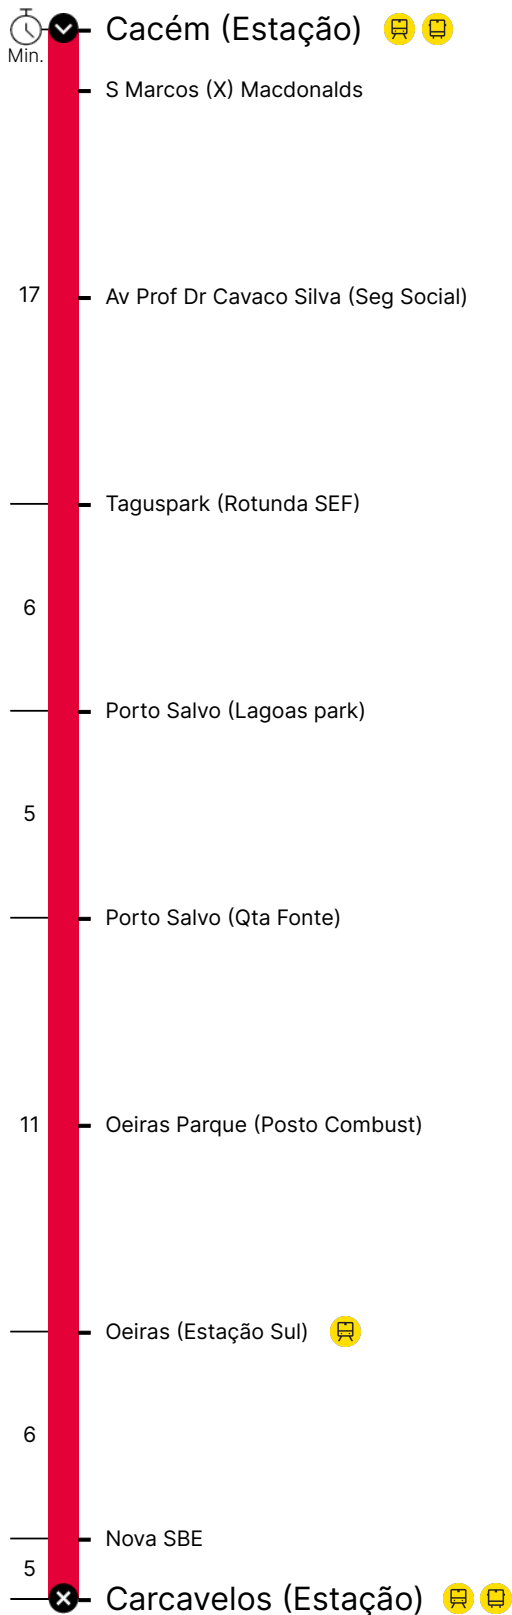 Cacém (Estação)
Min.
S Marcos (X) Macdonalds
17
Av Prof Dr Cavaco Silva (Seg Social)
Taguspark (Rotunda SEF)
6
Porto Salvo (Lagoas park)
5
Porto Salvo (Qta Fonte)
11
Oeiras Parque (Posto Combust)
Oeiras (Estação Sul)
6
Nova SBE
5
Carcavelos (Estação)